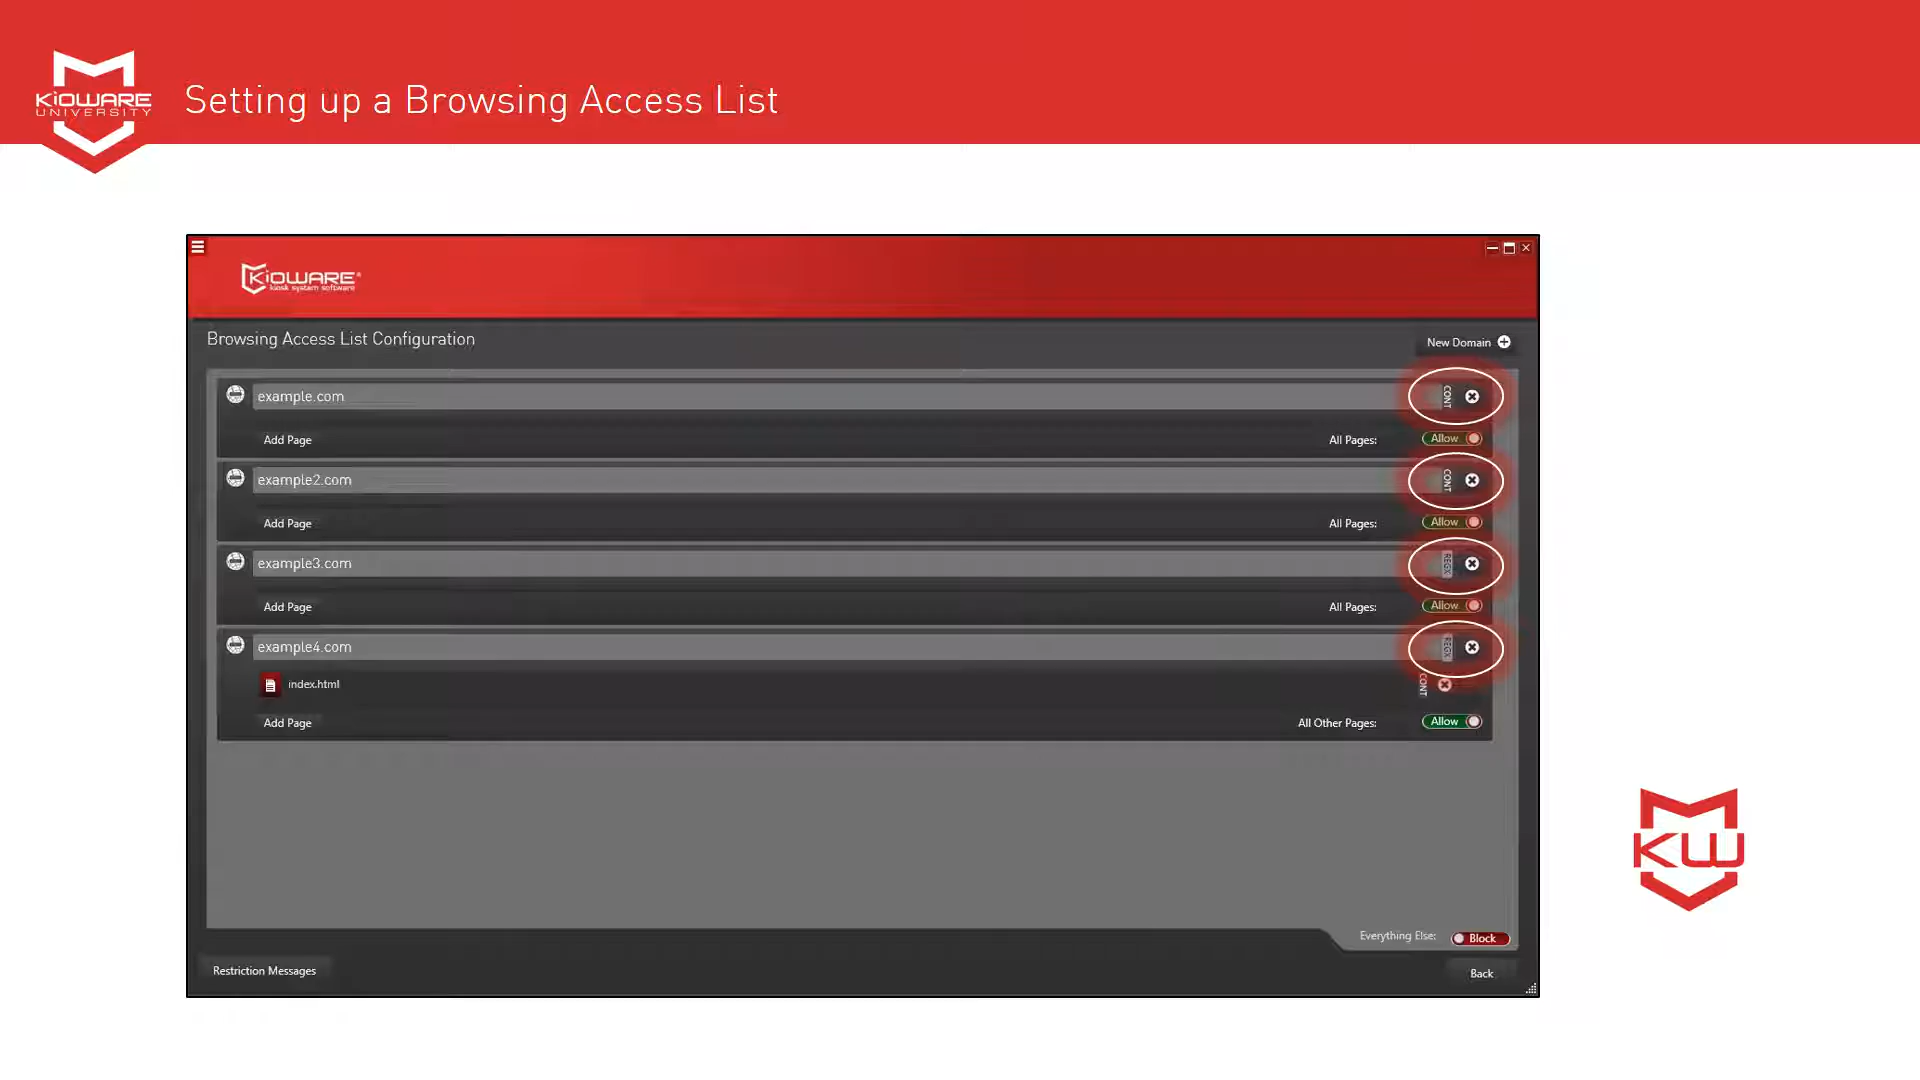 KiOWARE
UNIVERSITY
Setting up a Browsing Access List
KiOWARE®
kiosk system software
Browsing Access List Configuration
New Domain
example.com
CONT
Add Page
All Pages:
Allow
example2.com
CONT
Add Page
All Pages:
Allow
example3.com
REGX
Add Page
All Pages:
Allow
example4.com
REGX
index.html
CONT
Add Page
All Other Pages:
Allow
KW
Everything Else:
Block
Restriction Messages
Back